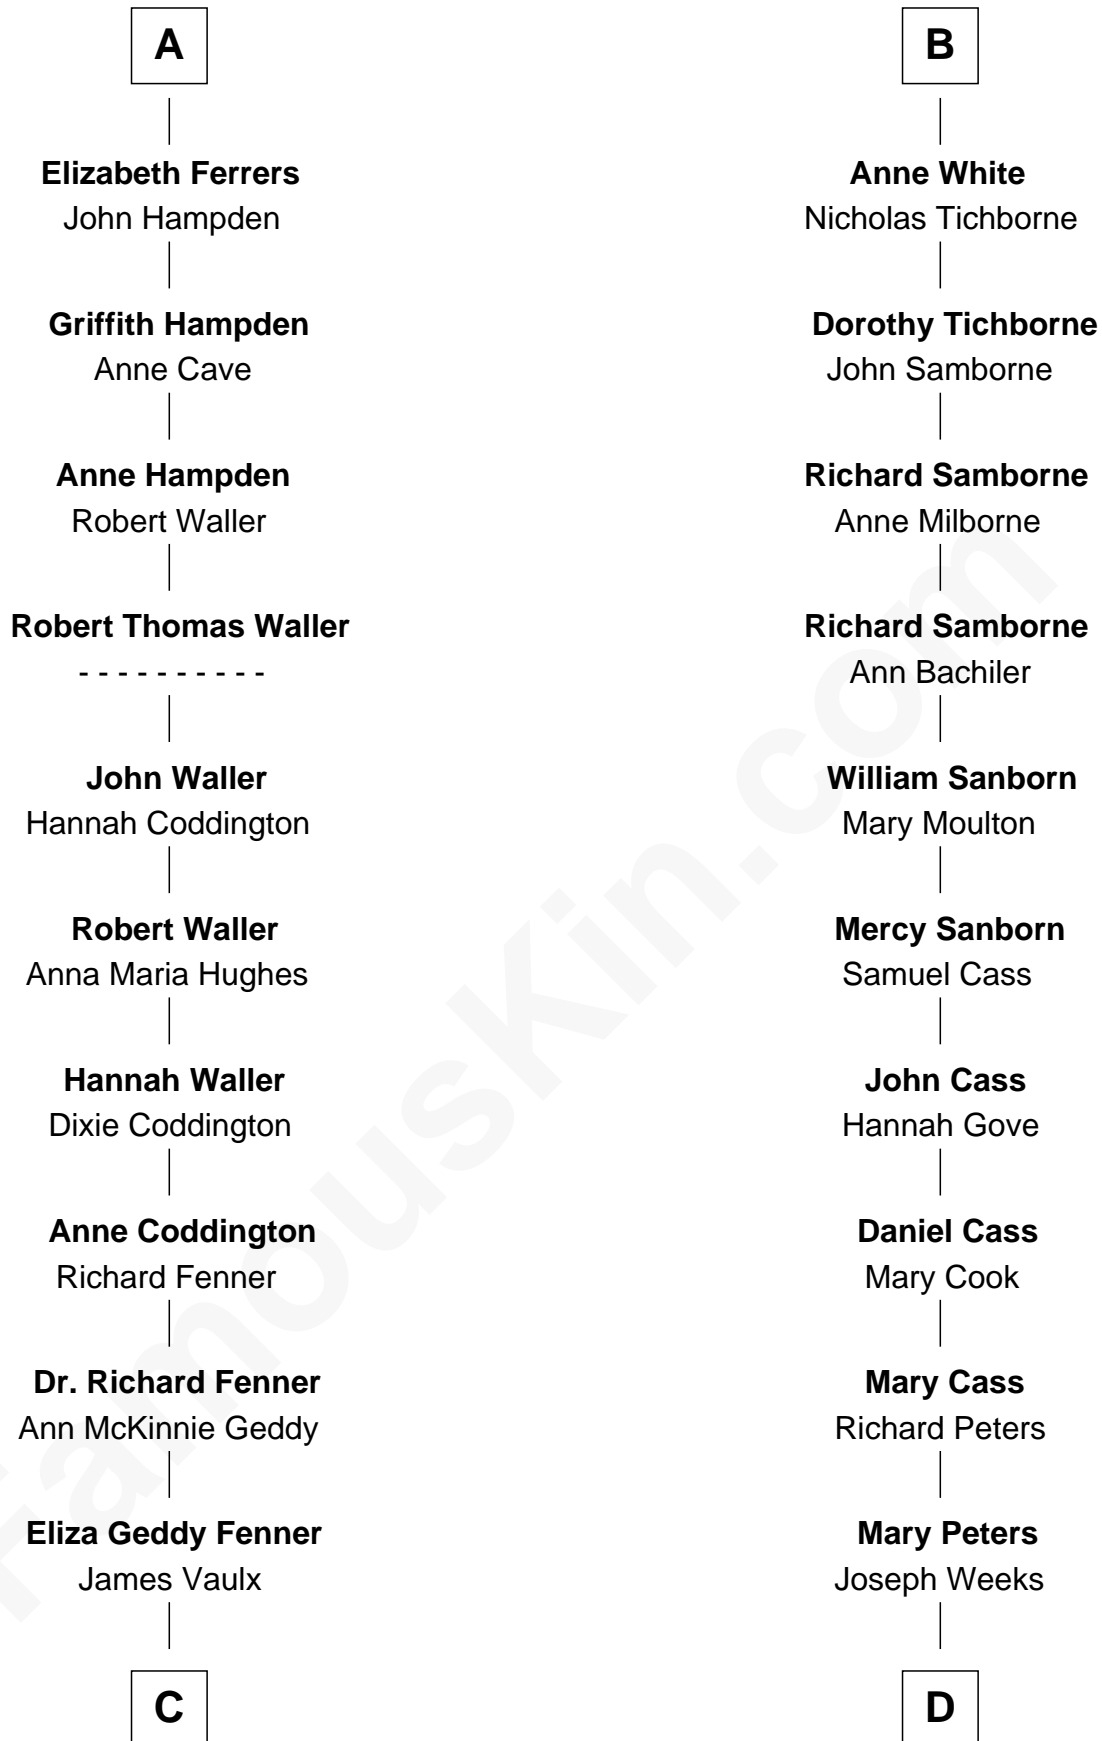 A
Elizabeth Ferrers
John Hampden
Griffith Hampden
Anne Cave
Anne Hampden
Robert Waller
Robert Thomas Waller
- - - - - - - - - -
John Waller
Hannah Coddington
Robert Waller
Anna Maria Hughes
Hannah Waller
Dixie Coddington
Anne Coddington
Richard Fenner
Dr. Richard Fenner
Ann McKinnie Geddy
Eliza Geddy Fenner
James Vaulx
C
B
Anne White
Nicholas Tichborne
Dorothy Tichborne
John Samborne
Richard Samborne
Anne Milborne
Richard Samborne
Ann Bachiler
William Sanborn
Mary Moulton
Mercy Sanborn
Samuel Cass
John Cass
Hannah Gove
Daniel Cass
Mary Cook
Mary Cass
Richard Peters
Mary Peters
Joseph Weeks
D
FamousKin.com